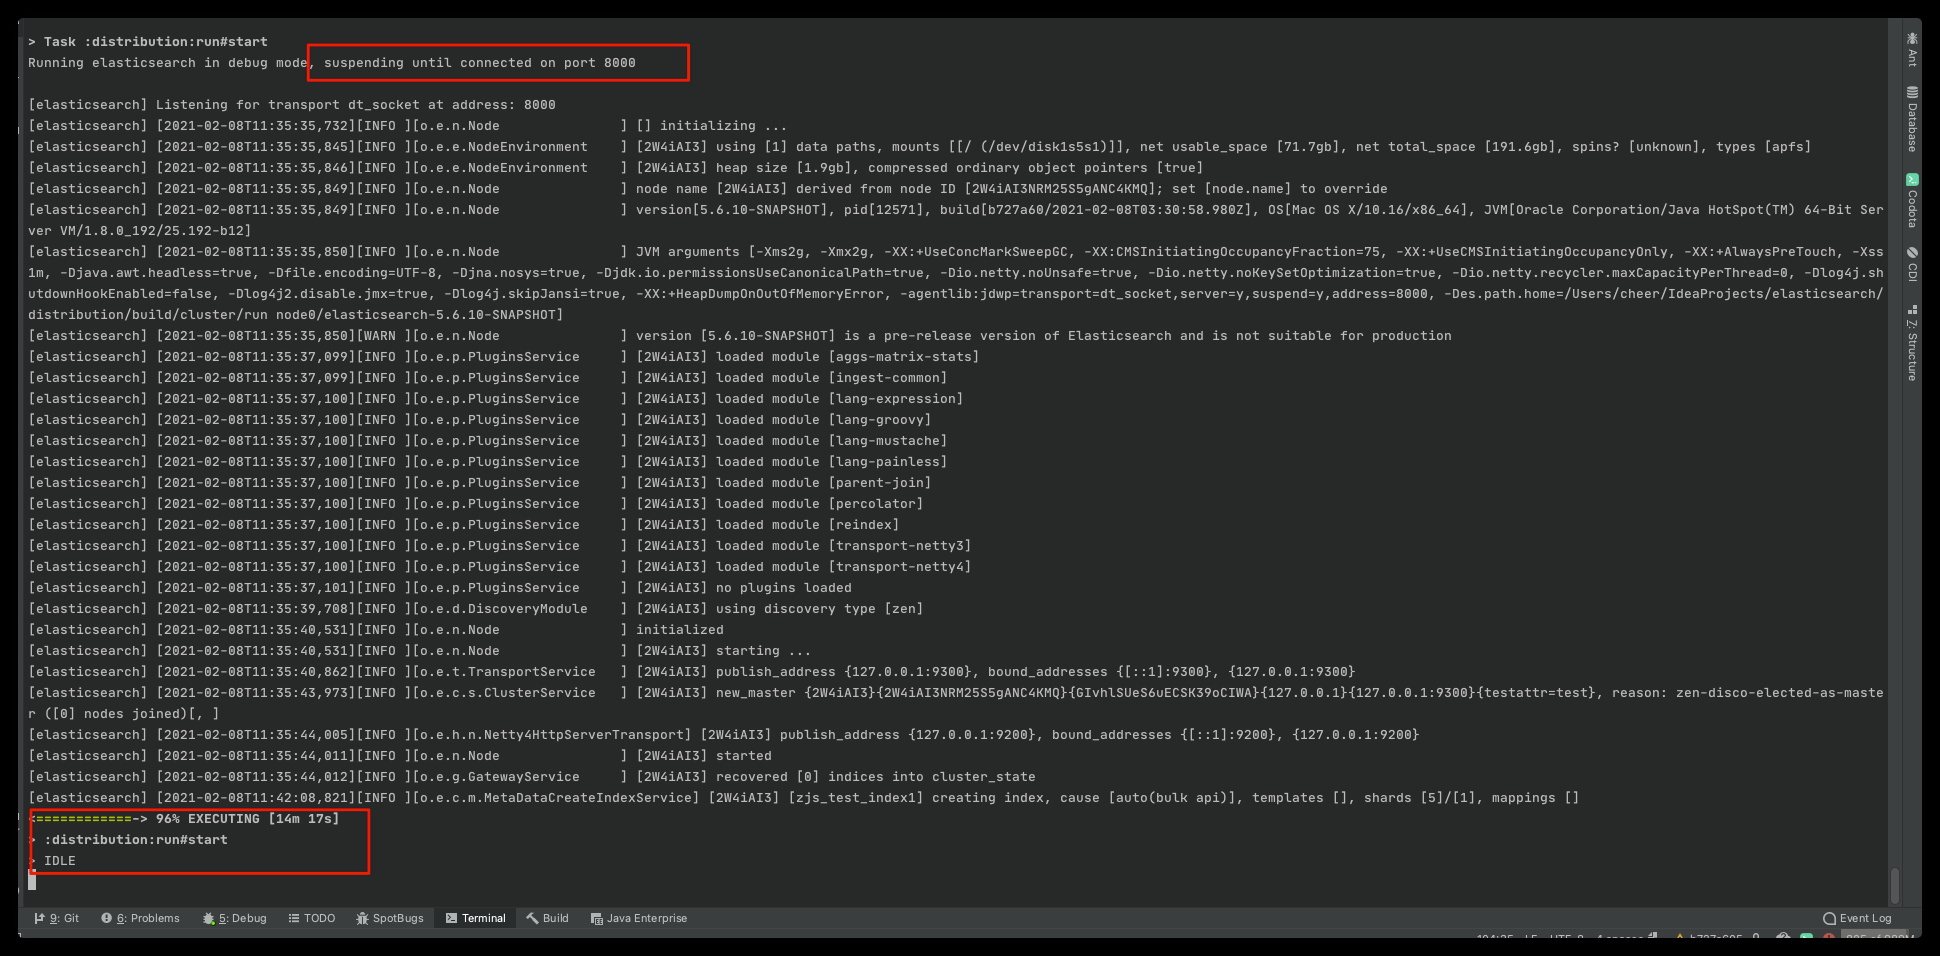 > Task :distribution:run#start
Running elasticsearch in debug mode, suspending until connected on port 8000
[elasticsearch] Listening for transport dt_socket at address: 8000
[elasticsearch] [2021-02-08T11:35:35,732][INFO ][o.e.n.Node               ] [] initializing ...
[elasticsearch] [2021-02-08T11:35:35,845][INFO ][o.e.e.NodeEnvironment    ] [2W4iAI3] using [1] data paths, mounts [[/ (/dev/disk1s5s1)]], net usable_space [71.7gb], net total_space [191.6gb], spins? [unknown], types [apfs]
[elasticsearch] [2021-02-08T11:35:35,846][INFO ][o.e.e.NodeEnvironment    ] [2W4iAI3] heap size [1.9gb], compressed ordinary object pointers [true]
[elasticsearch] [2021-02-08T11:35:35,849][INFO ][o.e.n.Node               ] node name [2W4iAI3] derived from node ID [2W4iAI3NRM25S5gANC4KMQ]; set [node.name] to override
[elasticsearch] [2021-02-08T11:35:35,849][INFO ][o.e.n.Node               ] version[5.6.10-SNAPSHOT], pid[12571], build[b727a60/2021-02-08T03:30:58.980Z], OS[Mac OS X/10.16/x86_64], JVM[Oracle Corporation/Java HotSpot(TM) 64-Bit Ser
ver VM/1.8.0_192/25.192-b12]
[elasticsearch] [2021-02-08T11:35:35,850][INFO ][o.e.n.Node               ] JVM arguments [-Xms2g, -Xmx2g, -XX:+UseConcMarkSweepGC, -XX:CMSInitiatingOccupancyFraction=75, -XX:+UseCMSInitiatingOccupancyOnly, -XX:+AlwaysPreTouch, -Xss
1m, -Djava.awt.headless=true, -Dfile.encoding=UTF-8, -Djna.nosys=true, -Djdk.io.permissionsUseCanonicalPath=true, -Dio.netty.noUnsafe=true, -Dio.netty.noKeySetOptimization=true, -Dio.netty.recycler.maxCapacityPerThread=0, -Dlog4j.sh
utdownHookEnabled=false, -Dlog4j2.disable.jmx=true, -Dlog4j.skipJansi=true, -XX:+HeapDumpOnOutOfMemoryError, -agentlib:jdwp=transport=dt_socket,server=y,suspend=y,address=8000, -Des.path.home=/Users/cheer/IdeaProjects/elasticsearch/
distribution/build/cluster/run node0/elasticsearch-5.6.10-SNAPSHOT]
[elasticsearch] [2021-02-08T11:35:35,850][WARN ][o.e.n.Node               ] version [5.6.10-SNAPSHOT] is a pre-release version of Elasticsearch and is not suitable for production
[elasticsearch] [2021-02-08T11:35:37,099][INFO ][o.e.p.PluginsService     ] [2W4iAI3] loaded module [aggs-matrix-stats]
[elasticsearch] [2021-02-08T11:35:37,099][INFO ][o.e.p.PluginsService     ] [2W4iAI3] loaded module [ingest-common]
[elasticsearch] [2021-02-08T11:35:37,100][INFO ][o.e.p.PluginsService     ] [2W4iAI3] loaded module [lang-expression]
[elasticsearch] [2021-02-08T11:35:37,100][INFO ][o.e.p.PluginsService     ] [2W4iAI3] loaded module [lang-groovy]
[elasticsearch] [2021-02-08T11:35:37,100][INFO ][o.e.p.PluginsService     ] [2W4iAI3] loaded module [lang-mustache]
[elasticsearch] [2021-02-08T11:35:37,100][INFO ][o.e.p.PluginsService     ] [2W4iAI3] loaded module [lang-painless]
[elasticsearch] [2021-02-08T11:35:37,100][INFO ][o.e.p.PluginsService     ] [2W4iAI3] loaded module [parent-join]
[elasticsearch] [2021-02-08T11:35:37,100][INFO ][o.e.p.PluginsService     ] [2W4iAI3] loaded module [percolator]
[elasticsearch] [2021-02-08T11:35:37,100][INFO ][o.e.p.PluginsService     ] [2W4iAI3] loaded module [reindex]
[elasticsearch] [2021-02-08T11:35:37,100][INFO ][o.e.p.PluginsService     ] [2W4iAI3] loaded module [transport-netty3]
[elasticsearch] [2021-02-08T11:35:37,100][INFO ][o.e.p.PluginsService     ] [2W4iAI3] loaded module [transport-netty4]
[elasticsearch] [2021-02-08T11:35:37,101][INFO ][o.e.p.PluginsService     ] [2W4iAI3] no plugins loaded
[elasticsearch] [2021-02-08T11:35:39,708][INFO ][o.e.d.DiscoveryModule    ] [2W4iAI3] using discovery type [zen]
[elasticsearch] [2021-02-08T11:35:40,531][INFO ][o.e.n.Node               ] initialized
[elasticsearch] [2021-02-08T11:35:40,531][INFO ][o.e.n.Node               ] [2W4iAI3] starting ...
[elasticsearch] [2021-02-08T11:35:40,862][INFO ][o.e.t.TransportService   ] [2W4iAI3] publish_address {127.0.0.1:9300}, bound_addresses {[::1]:9300}, {127.0.0.1:9300}
[elasticsearch] [2021-02-08T11:35:43,973][INFO ][o.e.c.s.ClusterService   ] [2W4iAI3] new_master {2W4iAI3}{2W4iAI3NRM25S5gANC4KMQ}{GIvhlSUeS6uECSK39oCIWA}{127.0.0.1}{127.0.0.1:9300}{testattr=test}, reason: zen-disco-elected-as-maste
r ([0] nodes joined)[, ]
[elasticsearch] [2021-02-08T11:35:44,005][INFO ][o.e.h.n.Netty4HttpServerTransport] [2W4iAI3] publish_address {127.0.0.1:9200}, bound_addresses {[::1]:9200}, {127.0.0.1:9200}
[elasticsearch] [2021-02-08T11:35:44,011][INFO ][o.e.n.Node               ] [2W4iAI3] started
[elasticsearch] [2021-02-08T11:35:44,012][INFO ][o.e.g.GatewayService     ] [2W4iAI3] recovered [0] indices into cluster_state
[elasticsearch] [2021-02-08T11:42:08,821][INFO ][o.e.c.m.MetaDataCreateIndexService] [2W4iAI3] [zjs_test_index1] creating index, cause [auto(bulk api)], templates [], shards [5]/[1], mappings []
<============-> 96% EXECUTING [14m 17s]
> :distribution:run#start
> IDLE
9: Git
6: Problems
5: Debug
TODO
SpotBugs
Terminal
Build
Java Enterprise
Event Log
Ant
Database
Codota
CDI
Z: Structure